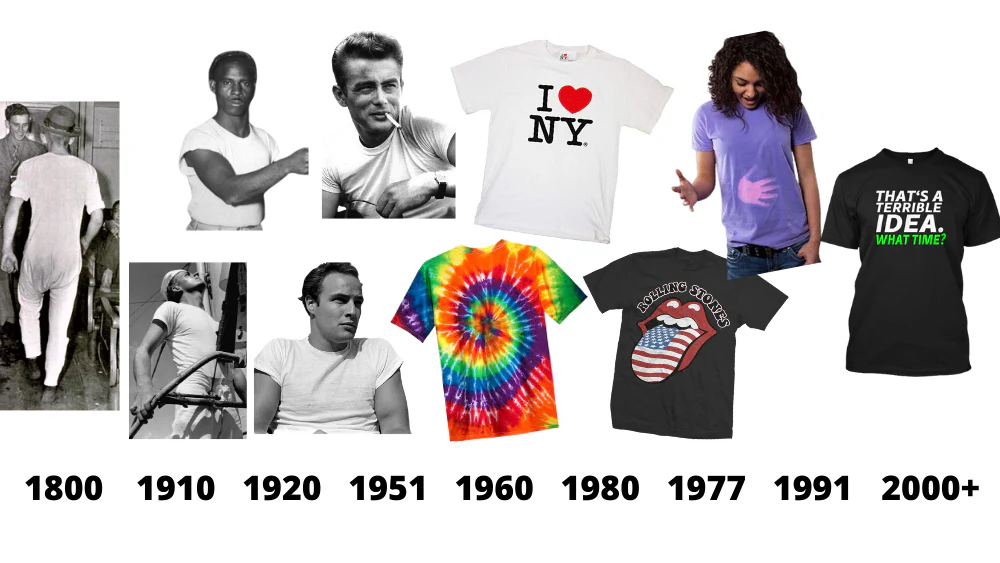 I ❤ NY
ROLLING STONES
THAT'S A
TERRIBLE
IDEA.
WHAT TIME?
1800 1910 1920 1951 1960 1980 1977 1991 2000+